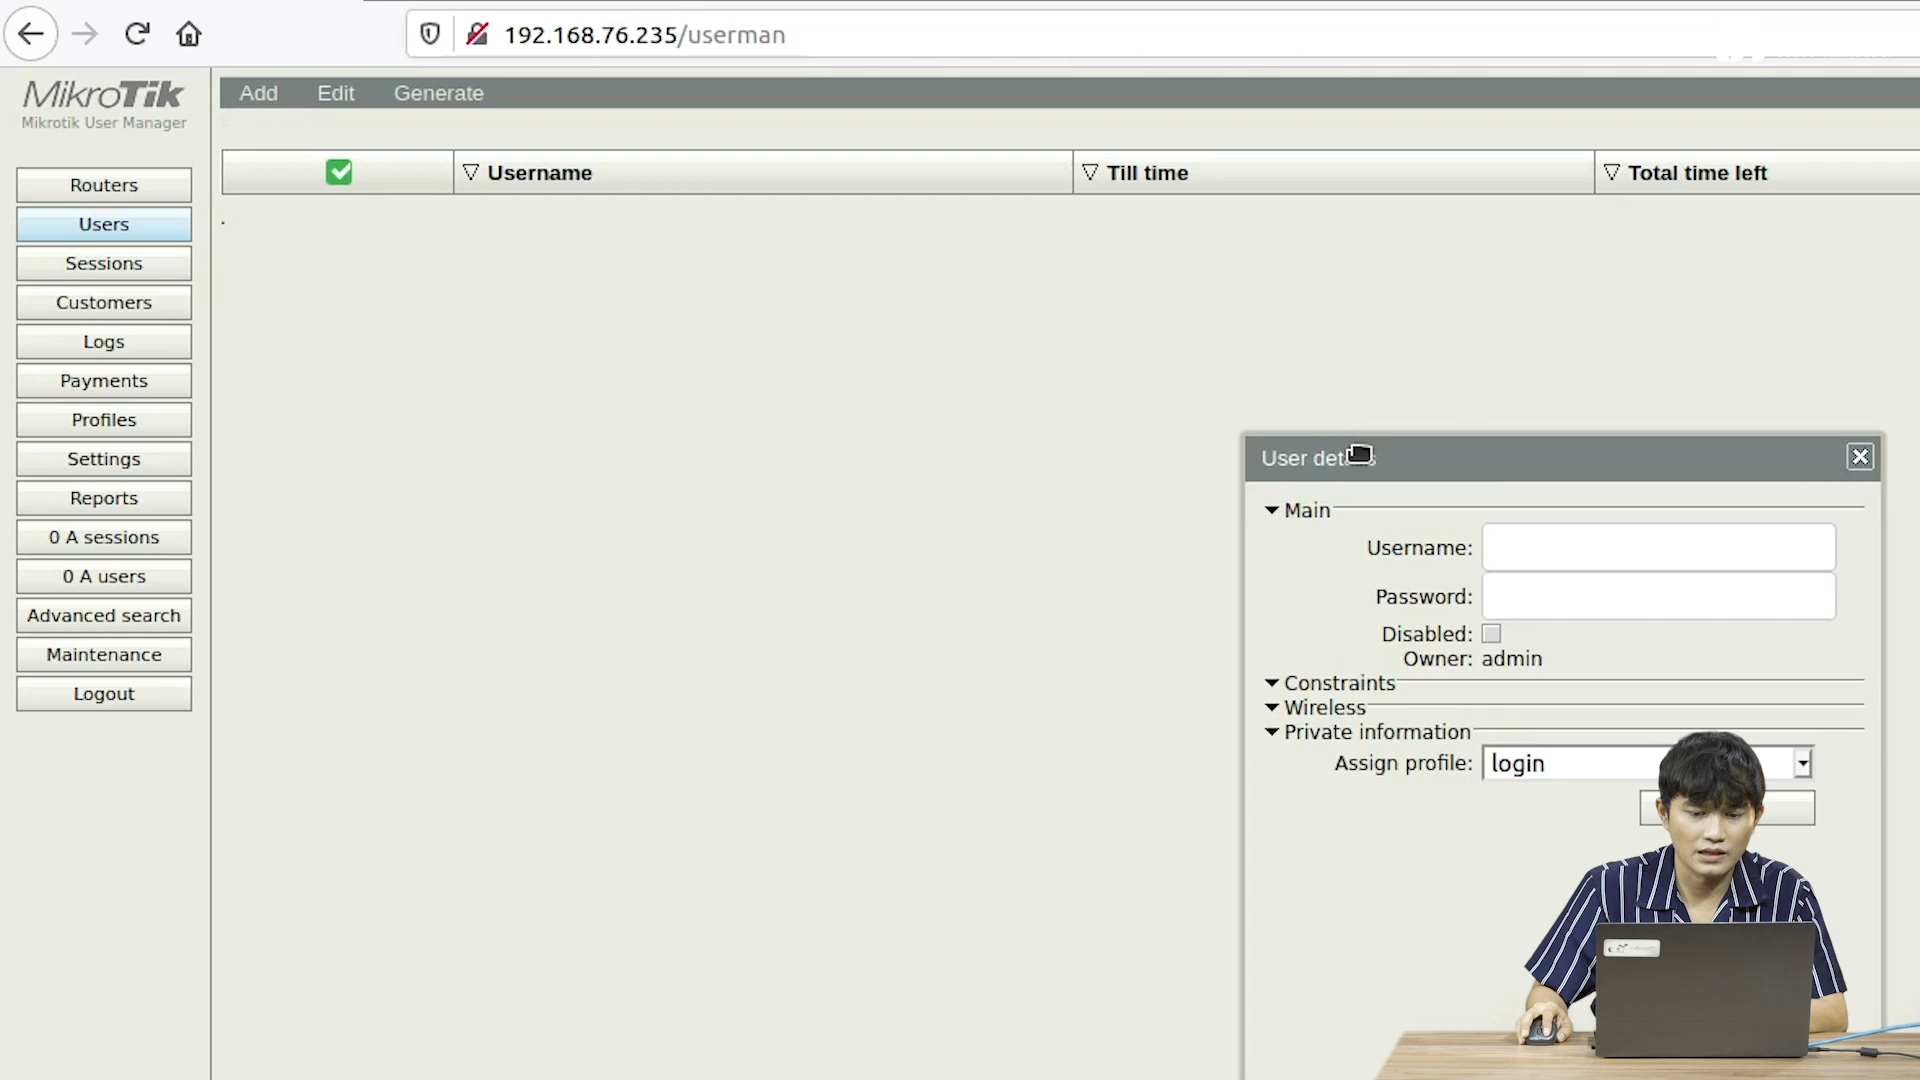 192.168.76.235/userman
MikroTik
Mikrotik User Manager
Add Edit Generate
Username Till time Total time left
Routers
Users
Sessions
Customers
Logs
Payments
Profiles
Settings
Reports
0 A sessions
0 A users
Advanced search
Maintenance
Logout
User details
Main
Username:
Password:
Disabled:
Owner: admin
Constraints
Wireless
Private information
Assign profile: login